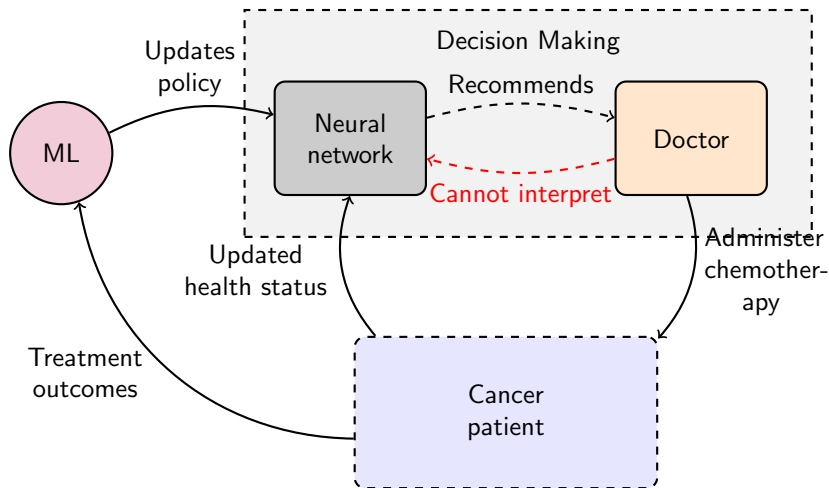 Decision Making
Updates
policy
Recommends
ML
Neural
network
Doctor
Cannot interpret
Updated
health status
Administer
chemother-
apy
Treatment
outcomes
Cancer
patient